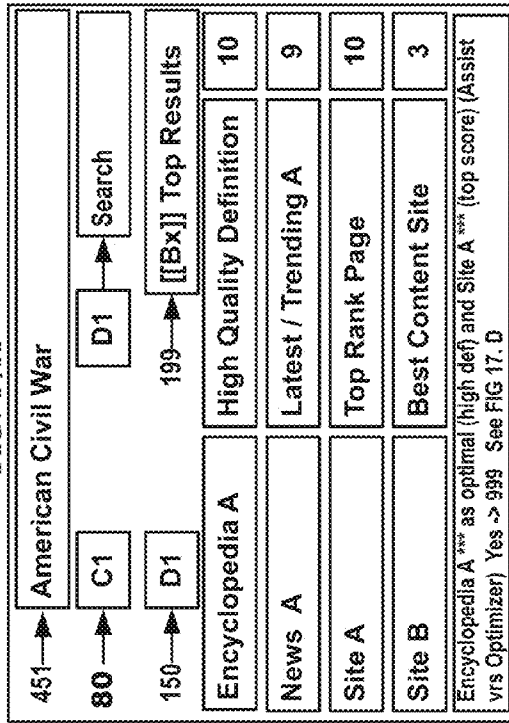 451 American Civil War
80 C1 D1 Search
150 D1 199 [[Bx]] Top Results
Encyclopedia A High Quality Definition 10
News A Latest / Trending A 9
Site A Top Rank Page 10
Site B Best Content Site 3
Encyclopedia A *** as optimal (high def) and Site A *** (top score) (Assist
vrs Optimizer) Yes -> 999 See FIG 17. D